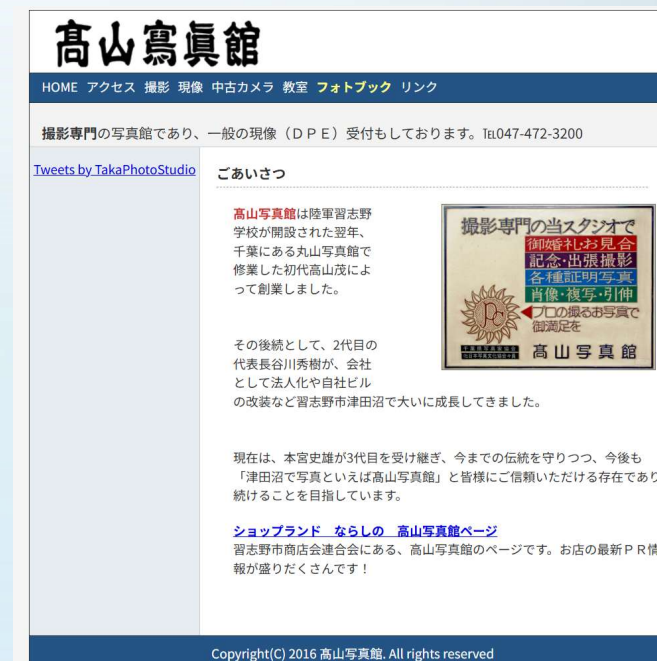 髙山寫眞館
HOME アクセス 撮影 現像 中古カメラ 教室 フォトブック リンク
撮影専門の写真館であり、一般の現像（ＤＰＥ）受付もしております。℡047-472-3200
Tweets by TakaPhotoStudio
ごあいさつ
髙山写真館は陸軍習志野
学校が開設された翌年、
千葉にある丸山写真館で
修業した初代高山茂によ
って創業しました。
その後続として、2代目の
代表長谷川秀樹が、会社
として法人化や自社ビル
の改装など習志野市津田沼で大いに成長してきました。
撮影専門の当スタジオで
御婚礼お見合
記念・出張撮影
各種証明写真
肖像・複写・引伸
プロの撮るお写真で
御満足を
髙山写真館
現在は、本宮史雄が3代目を受け継ぎ、今までの伝統を守りつつ、今後も
「津田沼で写真といえば髙山写真館」と皆様にご信頼いただける存在であり
続けることを目指しています。
ショップランド　ならしの　高山写真館ページ
習志野市商店会連合会にある、高山写真館のページです。お店の最新ＰＲ情
報が盛りだくさんです！
Copyright(C) 2016 髙山写真館. All rights reserved